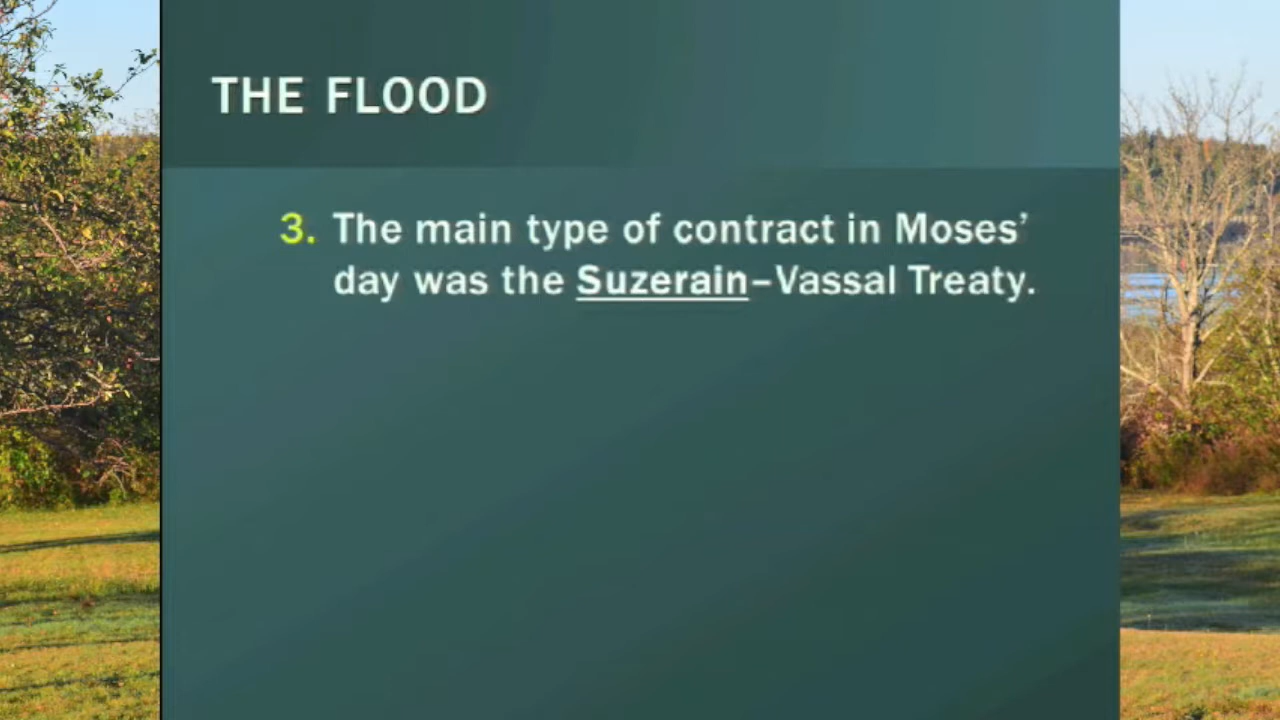 THE FLOOD
3. The main type of contract in Moses’
day was the Suzerain–Vassal Treaty.